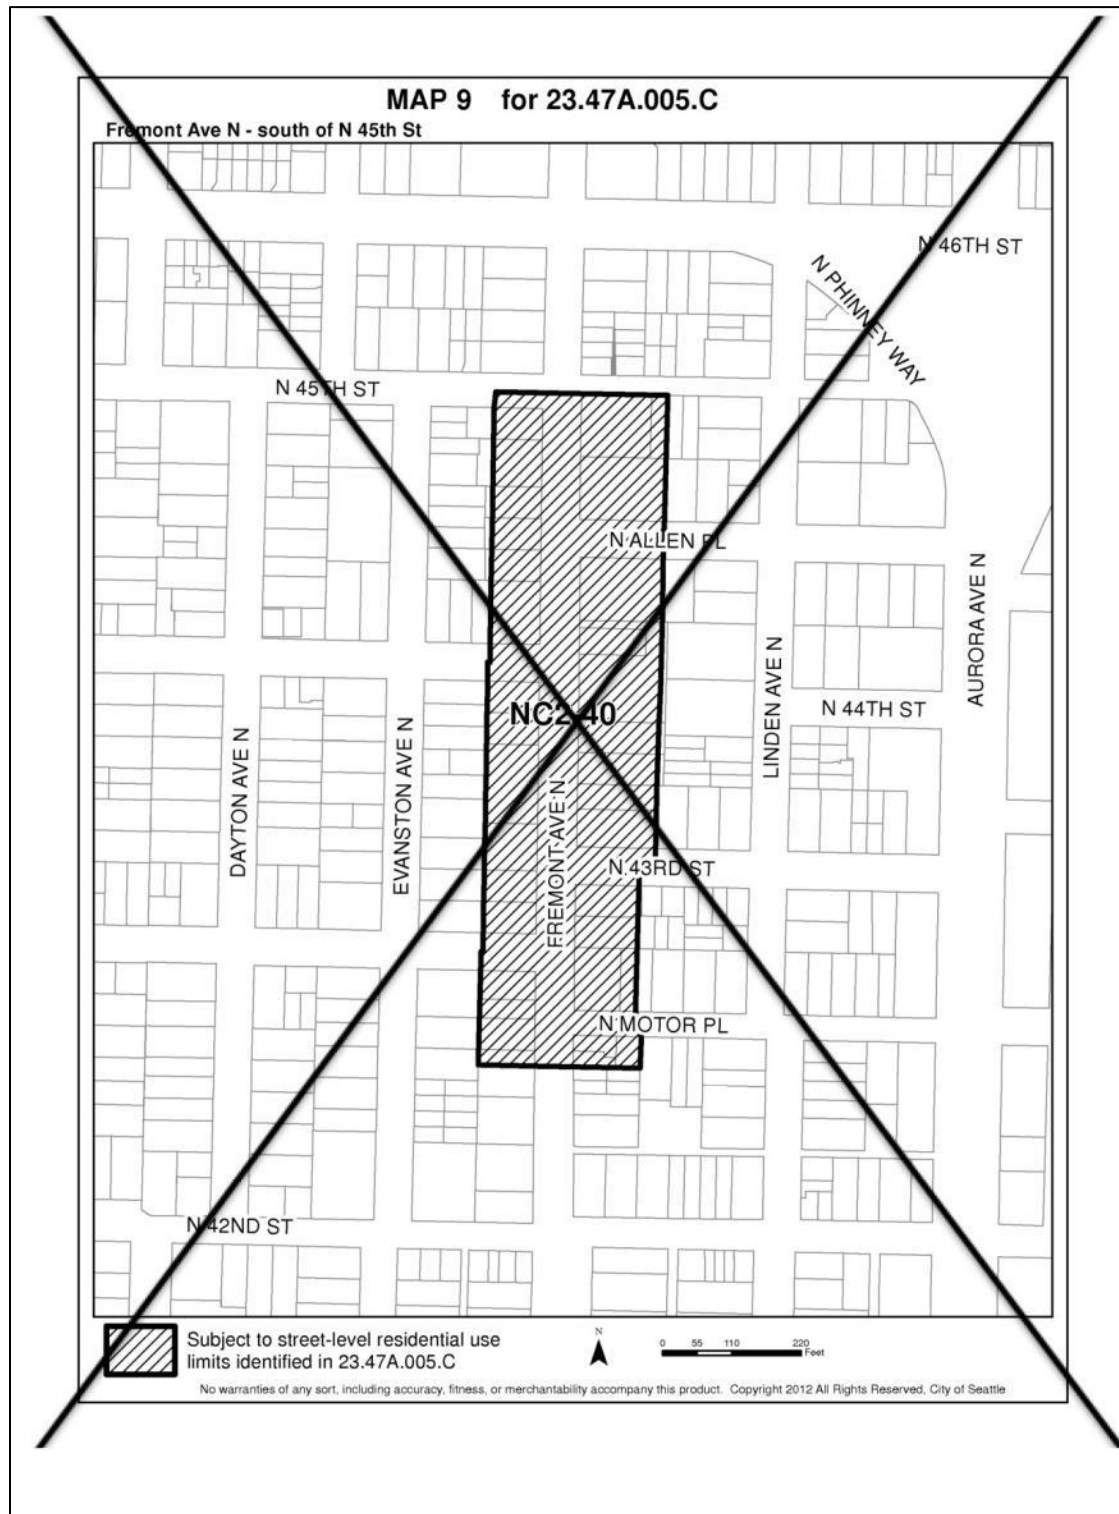 MAP 9 for 23.47A.005.C
Fremont Ave N - south of N 45th St
N 46TH ST
N PHINNEY WAY
N 45TH ST
N ALLEN PL
AURORA AVE N
LINDEN AVE N
N 44TH ST
NC2-40
DAYTON AVE N
EVANSTON AVE N
FREMONT AVE N
N 43RD ST
N MOTOR PL
N 42ND ST
Subject to street-level residential use
limits identified in 23.47A.005.C
N
0 55 110 220
Feet
No warranties of any sort, including accuracy, fitness, or merchantability accompany this product. Copyright 2012 All Rights Reserved, City of Seattle